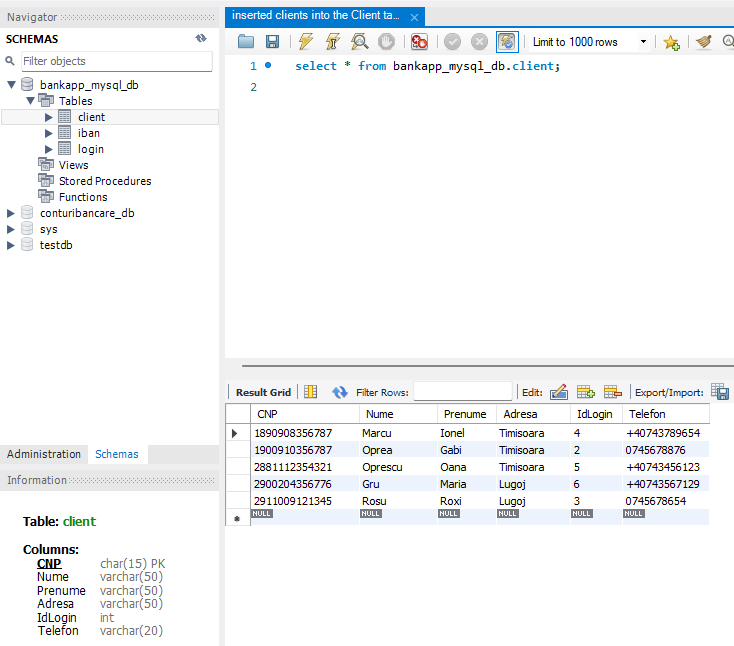 Navigator
SCHEMAS
Filter objects
bankapp_mysql_db
Tables
client
iban
login
Views
Stored Procedures
Functions
conturibancare_db
sys
testdb
Administration Schemas
Information
Table: client
Columns:
CNP char(15) PK
Nume varchar(50)
Prenume varchar(50)
Adresa varchar(50)
IdLogin int
Telefon varchar(20)
inserted clients into the Client ta...
Limit to 1000 rows
1 select * from bankapp_mysql_db.client;
2
Result Grid Filter Rows: Edit: Export/Import:
CNP Nume Prenume Adresa IdLogin Telefon
1890908356787 Marcu Ionel Timisoara 4 +40743789654
1900910356787 Oprea Gabi Timisoara 2 0745678876
2881112354321 Oprescu Oana Timisoara 5 +40743456123
2900204356776 Gru Maria Lugoj 6 +40743567129
2911009121345 Rosu Roxi Lugoj 3 0745678654
NULL NULL NULL NULL NULL NULL